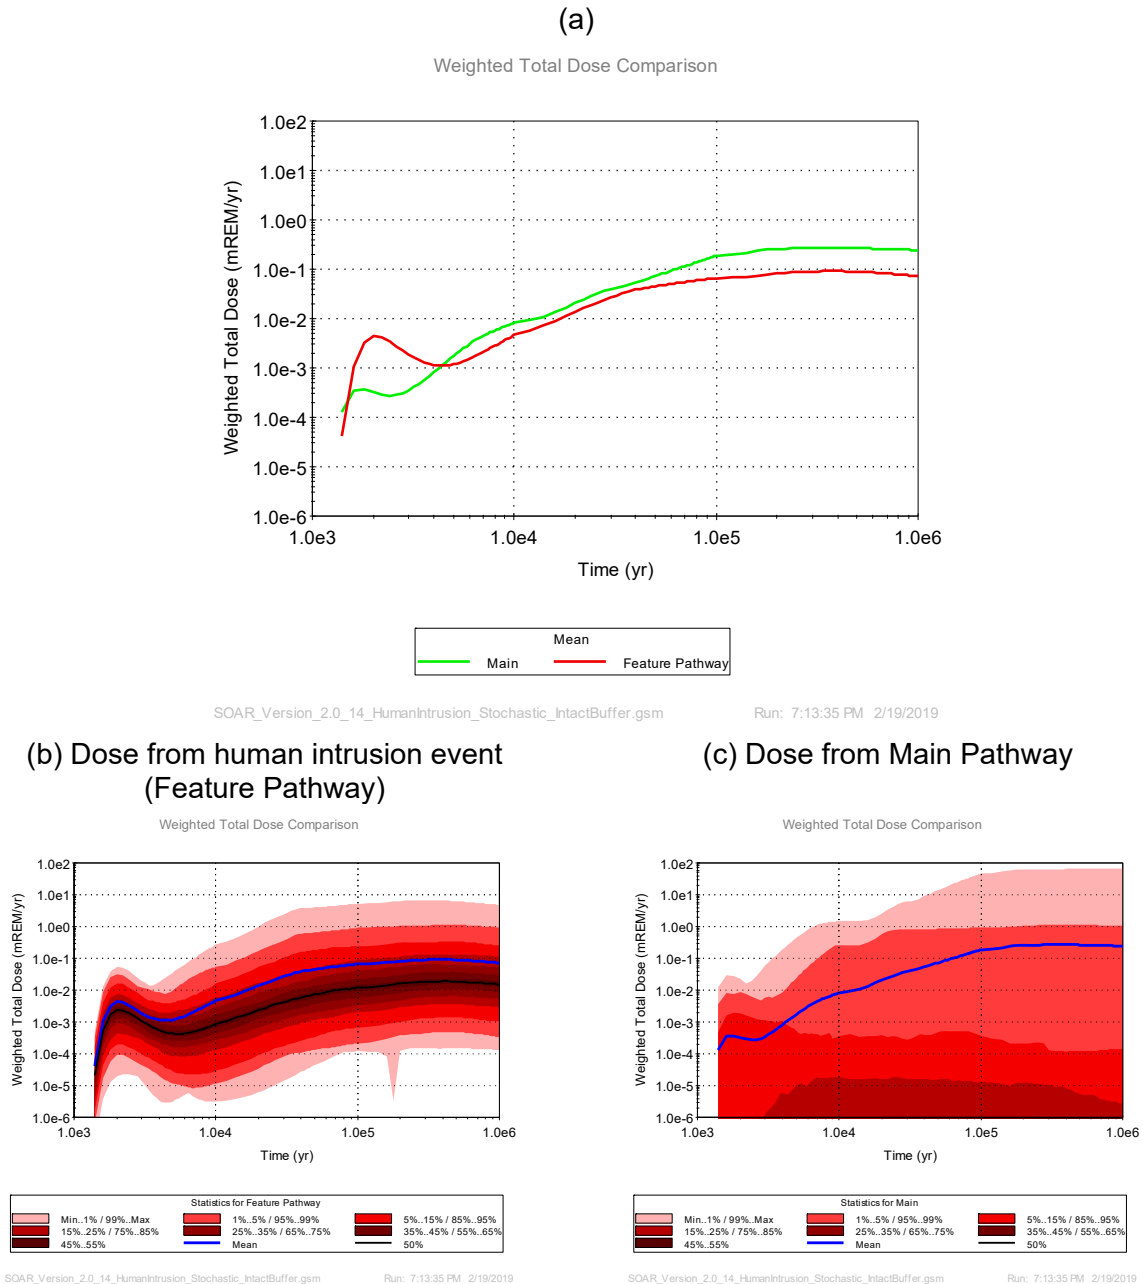 (a)
Weighted Total Dose Comparison
Weighted Total Dose (mREM/yr)
1.0e2
1.0e1
1.0e0
1.0e-1
1.0e-2
1.0e-3
1.0e-4
1.0e-5
1.0e-6
1.0e3 1.0e4 1.0e5 1.0e6
Time (yr)
Mean
Main Feature Pathway
SOAR_Version_2.0_14_HumanIntrusion_Stochastic_IntactBuffer.gsm Run: 7:13:35 PM 2/19/2019
(b) Dose from human intrusion event
(Feature Pathway)
Weighted Total Dose Comparison
Weighted Total Dose (mREM/yr)
1.0e2
1.0e1
1.0e0
1.0e-1
1.0e-2
1.0e-3
1.0e-4
1.0e-5
1.0e-6
1.0e3 1.0e4 1.0e5 1.0e6
Time (yr)
Statistics for Feature Pathway
Min..1% / 99%..Max 1%..5% / 95%..99% 5%..15% / 85%..95%
15%..25% / 75%..85% 25%..35% / 65%..75% 35%..45% / 55%..65%
45%..55% Mean 50%
SOAR_Version_2.0_14_HumanIntrusion_Stochastic_IntactBuffer.gsm Run: 7:13:35 PM 2/19/2019
(c) Dose from Main Pathway
Weighted Total Dose Comparison
Weighted Total Dose (mREM/yr)
1.0e2
1.0e1
1.0e0
1.0e-1
1.0e-2
1.0e-3
1.0e-4
1.0e-5
1.0e-6
1.0e3 1.0e4 1.0e5 1.0e6
Time (yr)
Statistics for Main
Min..1% / 99%..Max 1%..5% / 95%..99% 5%..15% / 85%..95%
15%..25% / 75%..85% 25%..35% / 65%..75% 35%..45% / 55%..65%
45%..55% Mean 50%
SOAR_Version_2.0_14_HumanIntrusion_Stochastic_IntactBuffer.gsm Run: 7:13:35 PM 2/19/2019